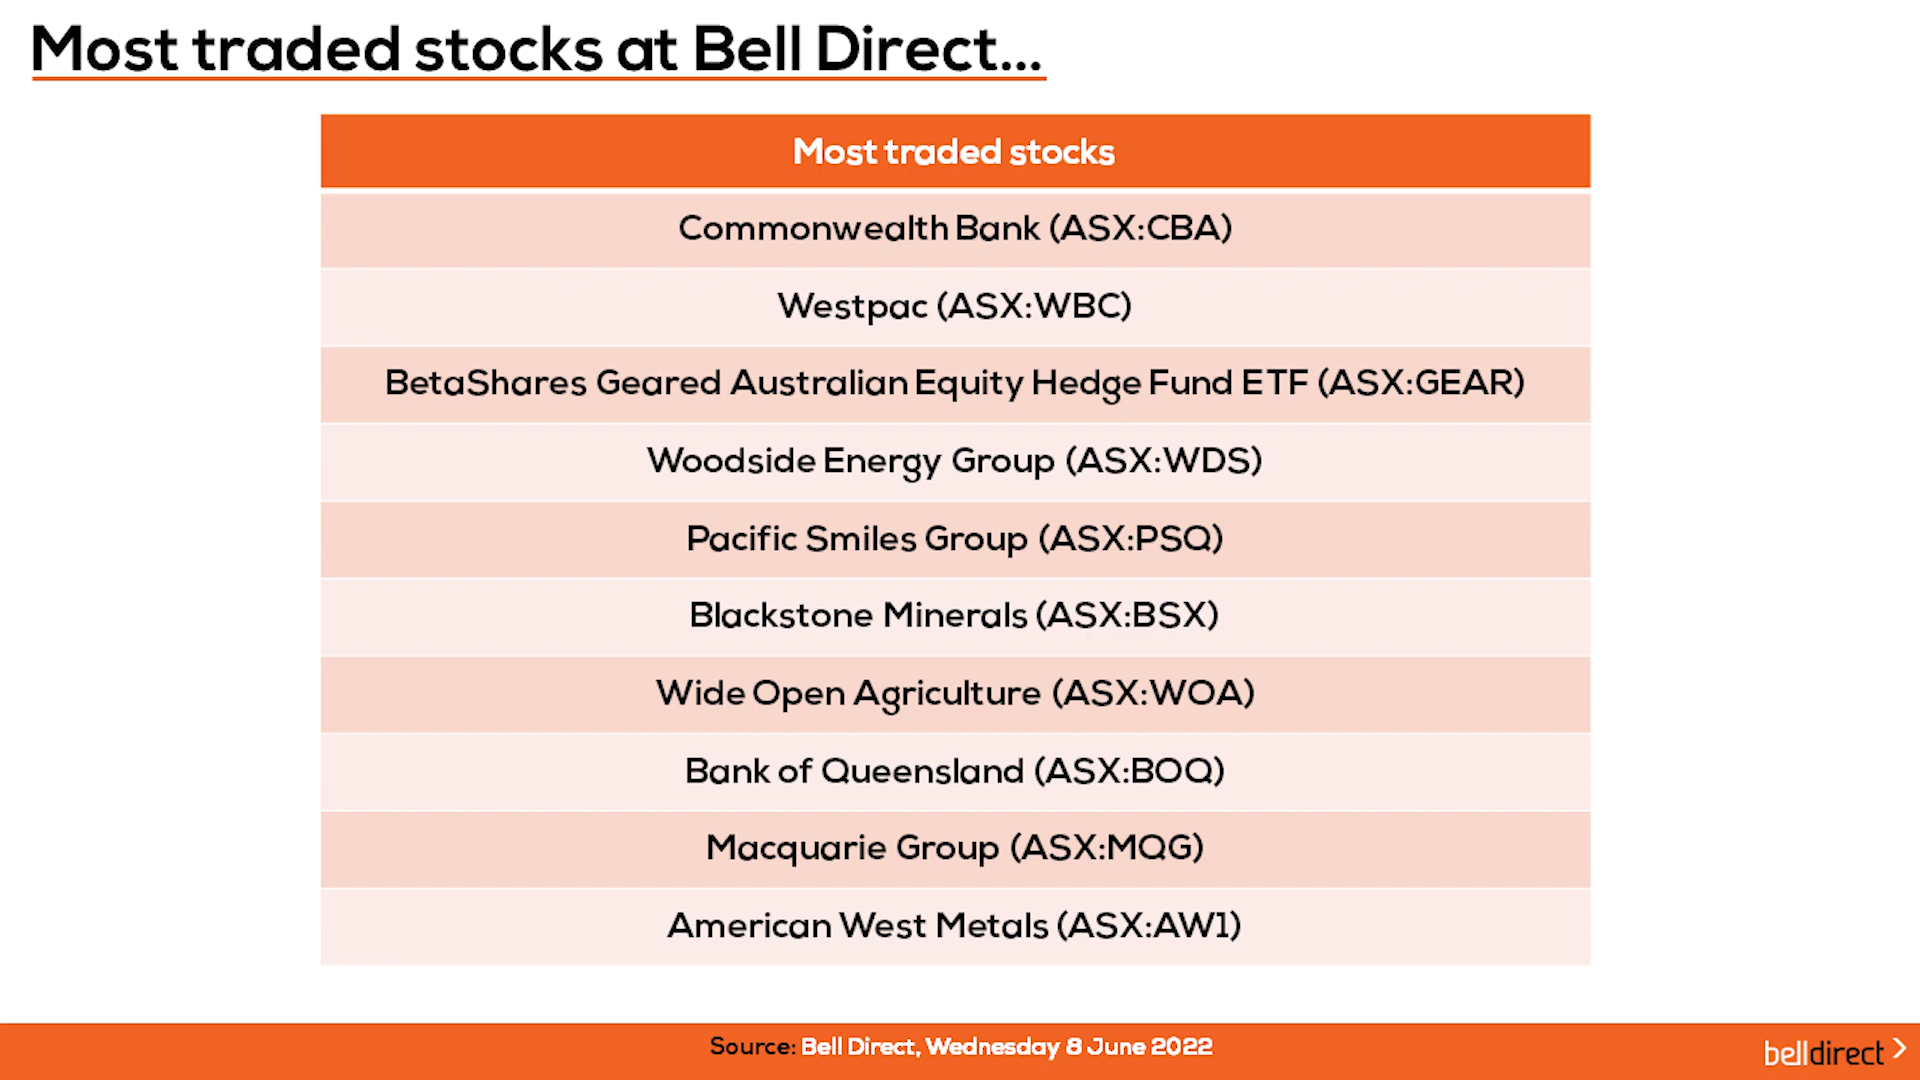 Most traded stocks at Bell Direct...
Most traded stocks
Commonwealth Bank (ASX:CBA)
Westpac (ASX:WBC)
BetaShares Geared Australian Equity Hedge Fund ETF (ASX:GEAR)
Woodside Energy Group (ASX:WDS)
Pacific Smiles Group (ASX:PSQ)
Blackstone Minerals (ASX:BSX)
Wide Open Agriculture (ASX:WOA)
Bank of Queensland (ASX:BOQ)
Macquarie Group (ASX:MQG)
American West Metals (ASX:AW1)
Source: Bell Direct, Wednesday 8 June 2022
belldirect